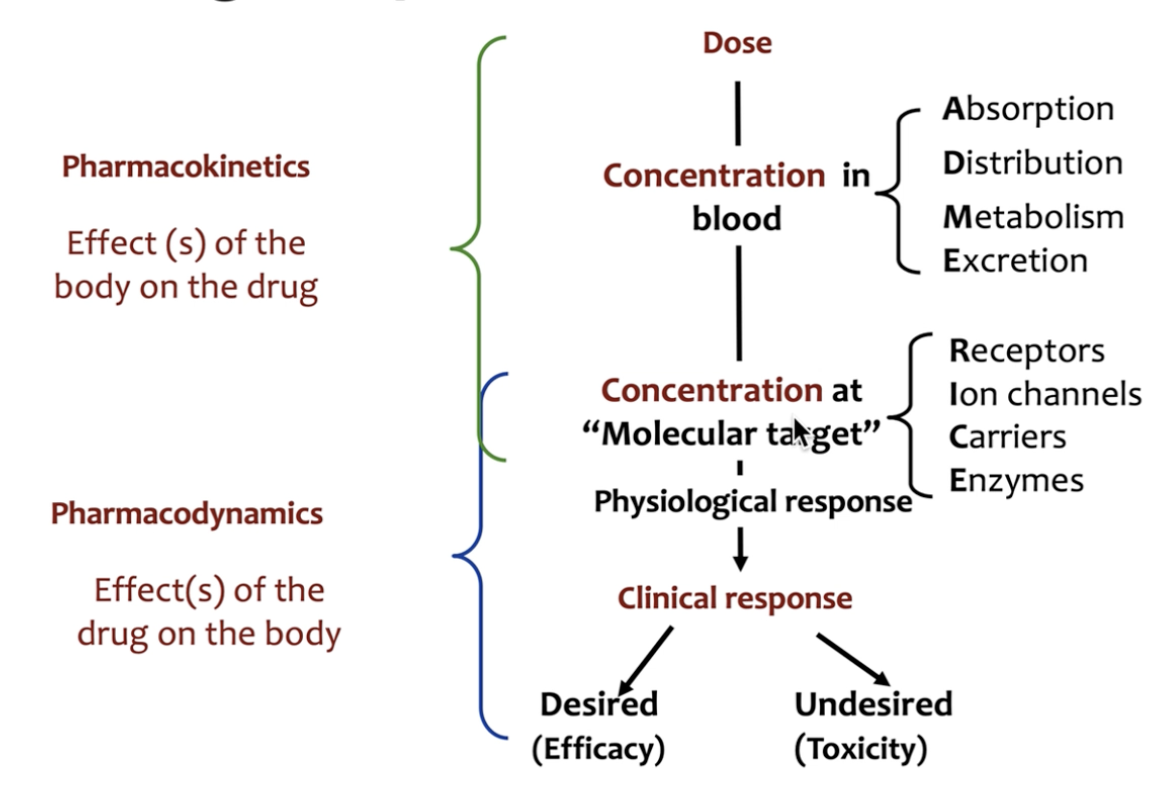 Dose
Absorption
Distribution
Metabolism
Excretion
Pharmacokinetics
Concentration in
blood
Effect (s) of the
body on the drug
Receptors
Ion channels
Carriers
Enzymes
Concentration at
“Molecular target”
Physiological response
Pharmacodynamics
Effect(s) of the
drug on the body
Clinical response
Desired
(Efficacy)
Undesired
(Toxicity)